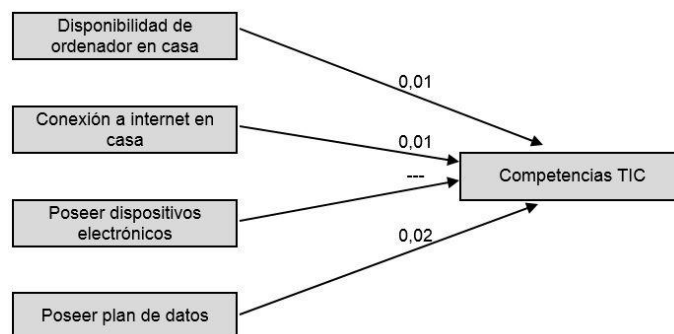 Disponibilidad de
ordenador en casa
0,01
Conexión a internet en
casa
0,01
---
Competencias TIC
Poseer dispositivos
electrónicos
0,02
Poseer plan de datos